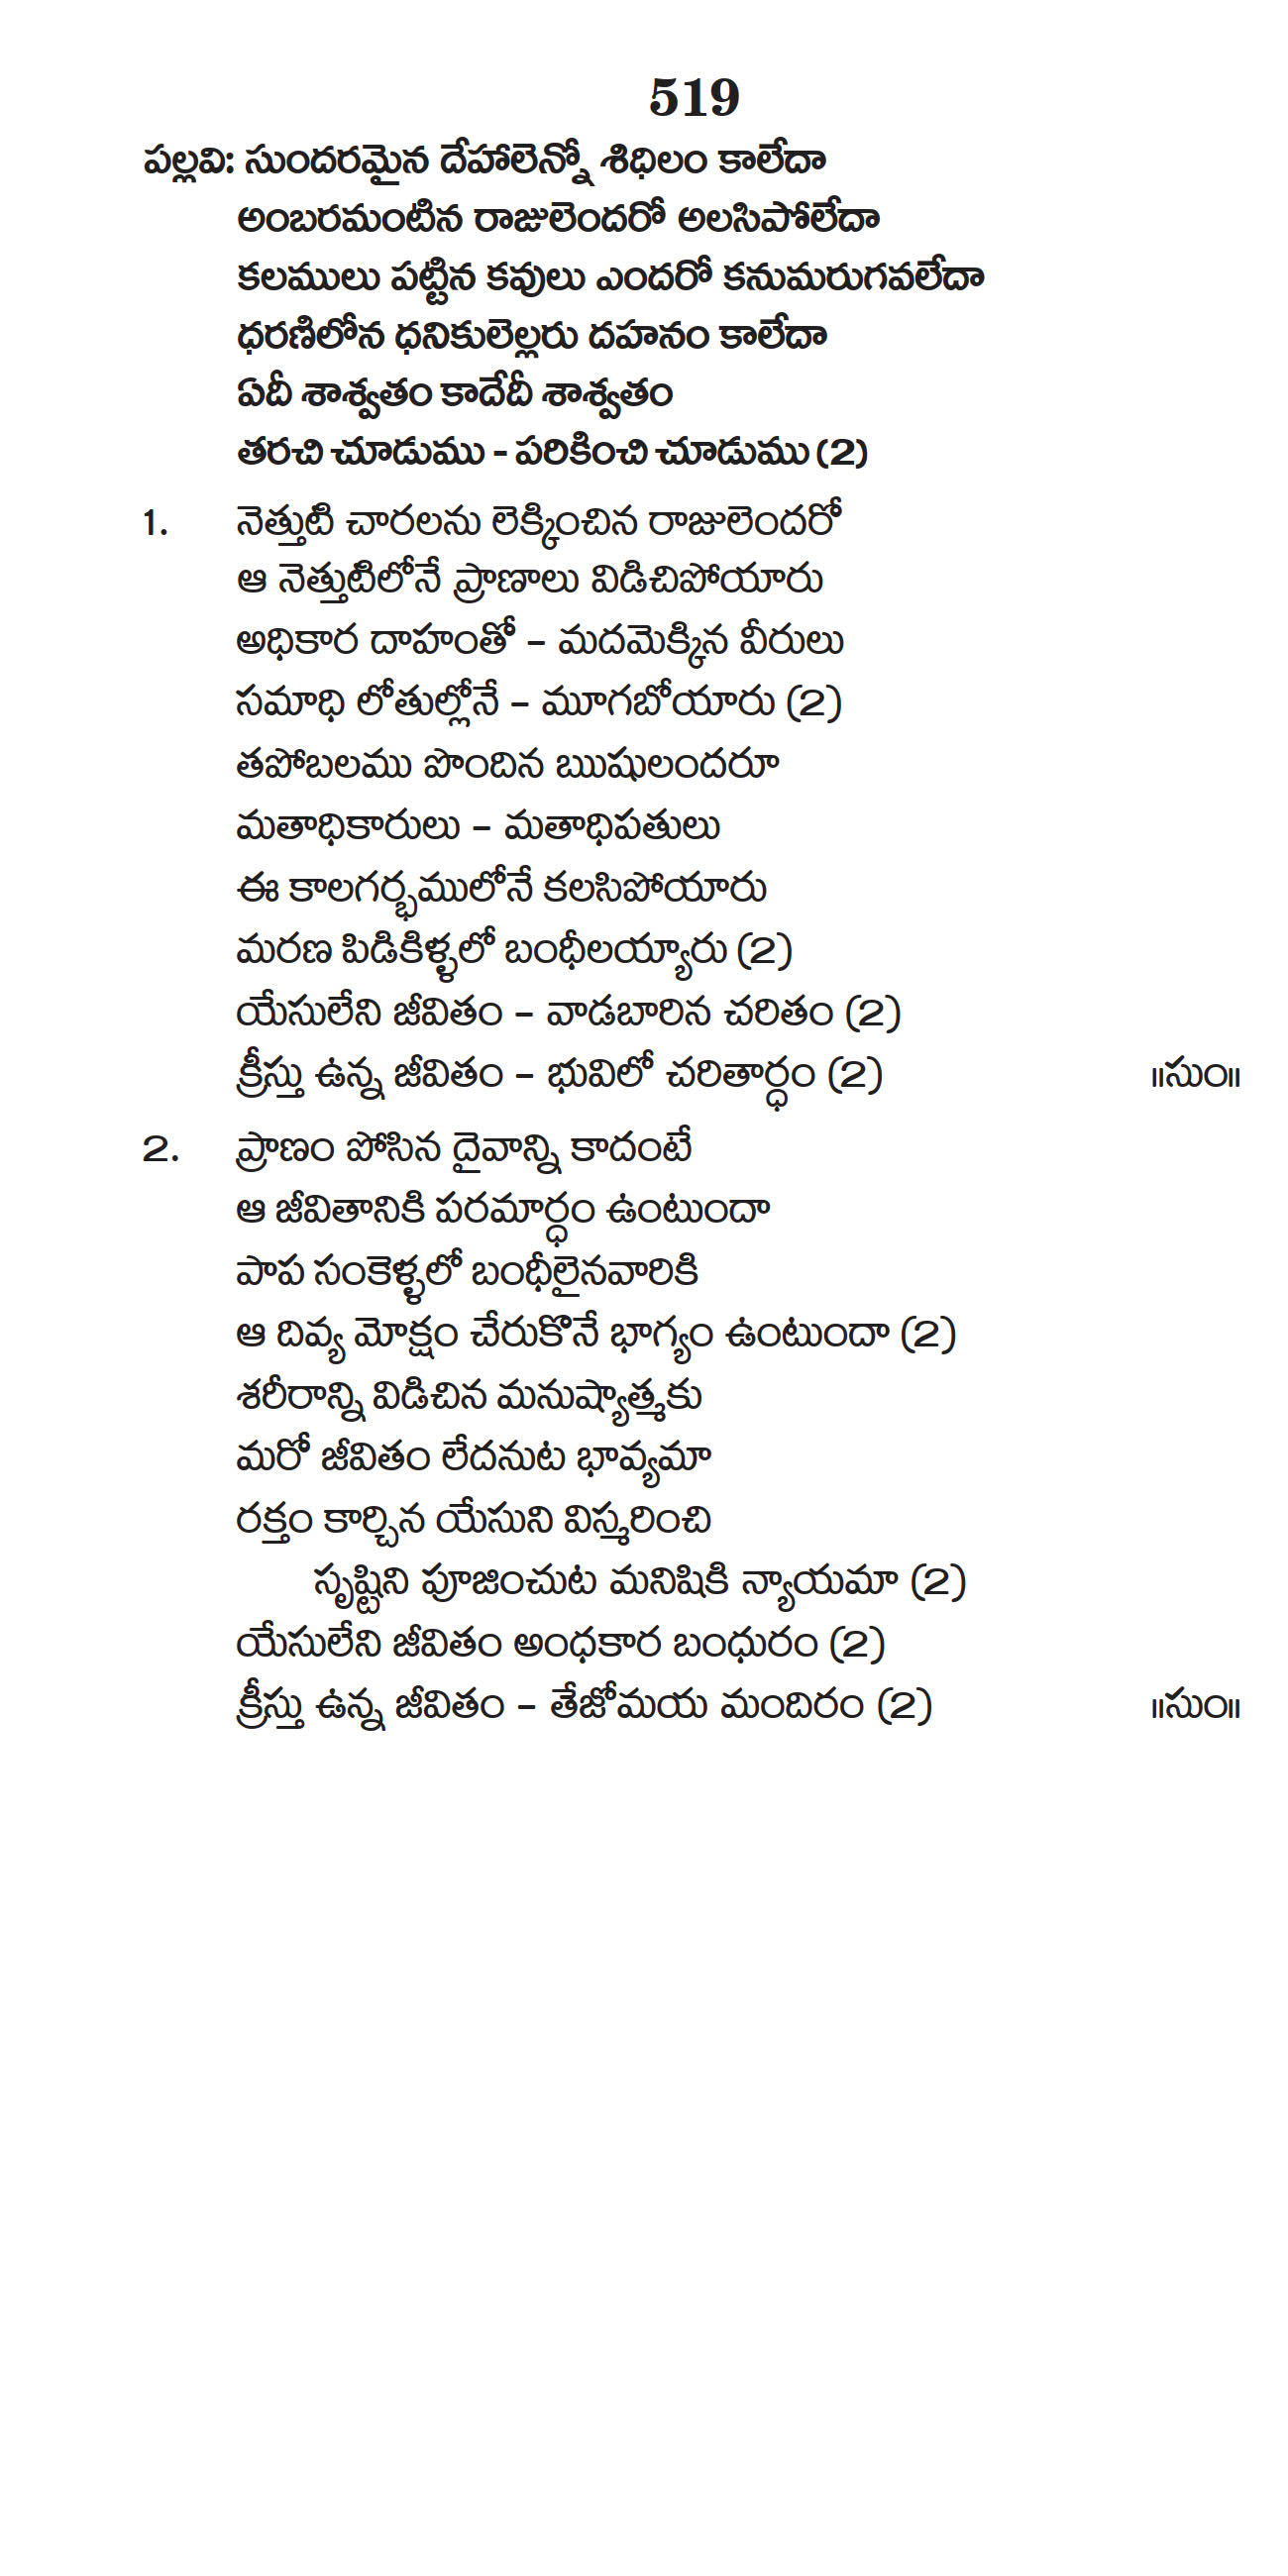 519
పల్లవి: సుందరమైన దేహాలెన్నో శిధిలం కాలేదా
అంబరమంటిన రాజులెందరో అలసిపోలేదా
కలములు పట్టిన కవులు ఎందరో కనుమరుగవలేదా
ధరణిలోన ధనికులెల్లరు దహనం కాలేదా
ఏదీ శాశ్వతం కాదేదీ శాశ్వతం
తరచి చూడుము - పరికించి చూడుము (2)
1. నెత్తుటి చారలను లెక్కించిన రాజులెందరో
ఆ నెత్తుటిలోనే ప్రాణాలు విడిచిపోయారు
అధికార దాహంతో – మదమెక్కిన వీరులు
సమాధి లోతుల్లోనే – మూగబోయారు (2)
తపోబలము పొందిన ఋషులందరూ
మతాధికారులు – మతాధిపతులు
ఈ కాలగర్భములోనే కలసిపోయారు
మరణ పిడికిళ్ళలో బంధీలయ్యారు (2)
యేసులేని జీవితం – వాడబారిన చరితం (2)
క్రీస్తు ఉన్న జీవితం – భువిలో చరితార్ధం (2) ॥సుం॥
2. ప్రాణం పోసిన దైవాన్ని కాదంటే
ఆ జీవితానికి పరమార్ధం ఉంటుందా
పాప సంకెళ్ళలో బంధీలైనవారికి
ఆ దివ్య మోక్షం చేరుకొనే భాగ్యం ఉంటుందా (2)
శరీరాన్ని విడిచిన మనుష్యాత్మకు
మరో జీవితం లేదనుట భావ్యమా
రక్తం కార్చిన యేసుని విస్మరించి
సృష్టిని పూజించుట మనిషికి న్యాయమా (2)
యేసులేని జీవితం అంధకార బంధురం (2)
క్రీస్తు ఉన్న జీవితం – తేజోమయ మందిరం (2) ॥సుం॥